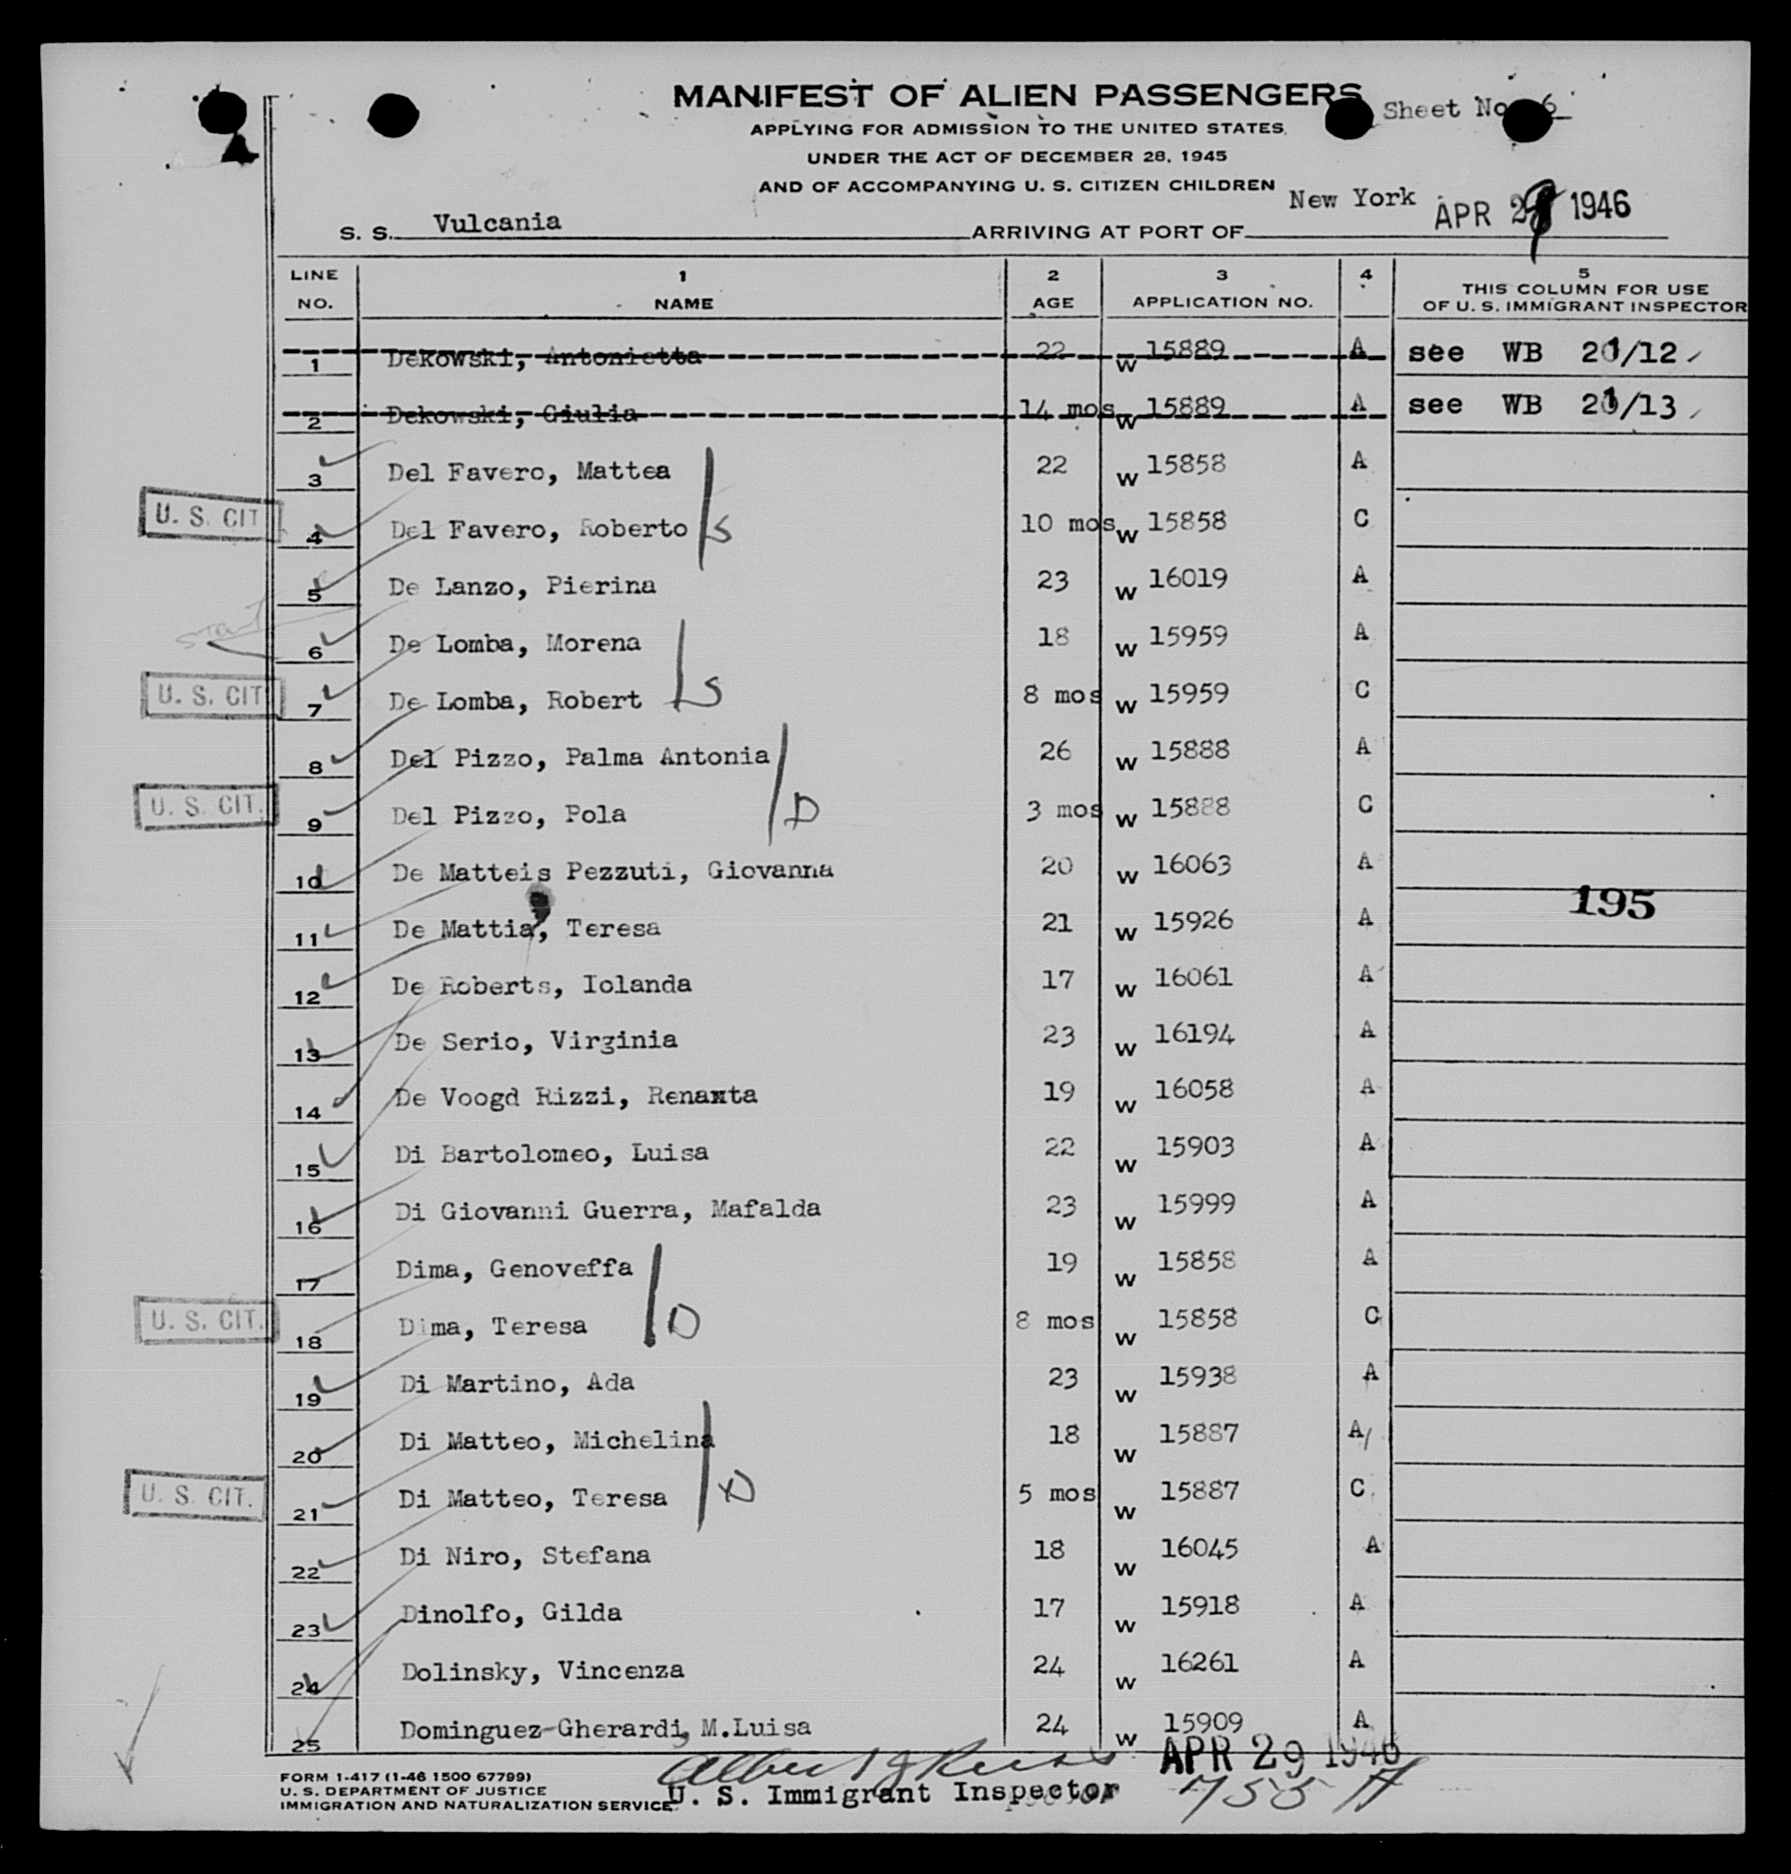 MANIFEST OF ALIEN PASSENGERS
Sheet No. 6
APPLYING FOR ADMISSION TO THE UNITED STATES
UNDER THE ACT OF DECEMBER 28, 1945
AND OF ACCOMPANYING U. S. CITIZEN CHILDREN
S. S. Vulcania ARRIVING AT PORT OF New York APR 29 1946
LINE NO. 1 NAME 2 AGE 3 APPLICATION NO. 4 5 THIS COLUMN FOR USE OF U. S. IMMIGRANT INSPECTOR
1 Dekowski, Antonietta 22 w 15889 A see WB 21/12
2 Dekowski, Giulia 14 mos w 15889 A see WB 21/13
3 Del Favero, Mattea 22 w 15858 A
U. S. CIT 4 Del Favero, Roberto S 10 mos w 15858 C
5 De Lanzo, Pierina 23 w 16019 A
6 De Lomba, Morena 18 w 15959 A
U. S. CIT. 7 De Lomba, Robert S 8 mos w 15959 C
8 Del Pizzo, Palma Antonia 26 w 15888 A
U. S. CIT. 9 Del Pizzo, Pola D 3 mos w 15888 C
10 De Matteis Pezzuti, Giovanna 20 w 16063 A
195
11 De Mattia, Teresa 21 w 15926 A
12 De Roberts, Iolanda 17 w 16061 A
13 De Serio, Virginia 23 w 16194 A
14 De Voogd Rizzi, Renaxta 19 w 16058 A
15 Di Bartolomeo, Luisa 22 w 15903 A
16 Di Giovanni Guerra, Mafalda 23 w 15999 A
17 Dima, Genoveffa 19 w 15858 A
U. S. CIT. 18 Dima, Teresa D 8 mos w 15858 C
19 Di Martino, Ada 23 w 15938 A
20 Di Matteo, Michelina 18 w 15887 A
U. S. CIT. 21 Di Matteo, Teresa D 5 mos w 15887 C
22 Di Niro, Stefana 18 w 16045 A
23 Dinolfo, Gilda 17 w 15918 A
24 Dolinsky, Vincenza 24 w 16261 A
25 Dominguez-Gherardi, M.Luisa 24 w 15909 A
APR 29 1946
FORM 1-417 (1-46 1500 67799)
U. S. DEPARTMENT OF JUSTICE
IMMIGRATION AND NATURALIZATION SERVICE
U. S. Immigrant Inspector